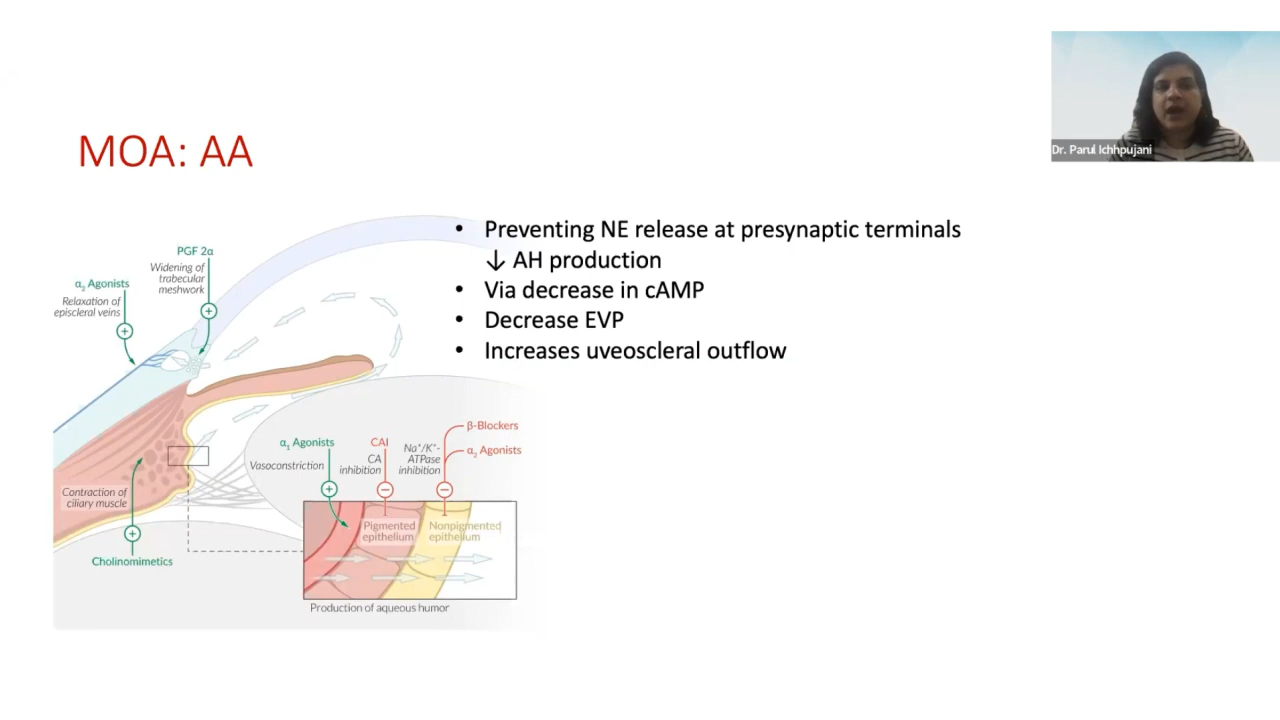 Dr. Parul Ichhpujani
MOA: AA
• Preventing NE release at presynaptic terminals
↓ AH production
• Via decrease in cAMP
• Decrease EVP
• Increases uveoscleral outflow
PGF 2α
Widening of
trabecular
meshwork
α₂ Agonists
Relaxation of
episcleral veins
α₁ Agonists
Vasoconstriction
CAI
CA
inhibition
Na⁺/K⁺-
ATPase
inhibition
β-Blockers
α₂ Agonists
Contraction of
ciliary muscle
Cholinomimetics
Pigmented
epithelium
Nonpigmented
epithelium
Production of aqueous humor